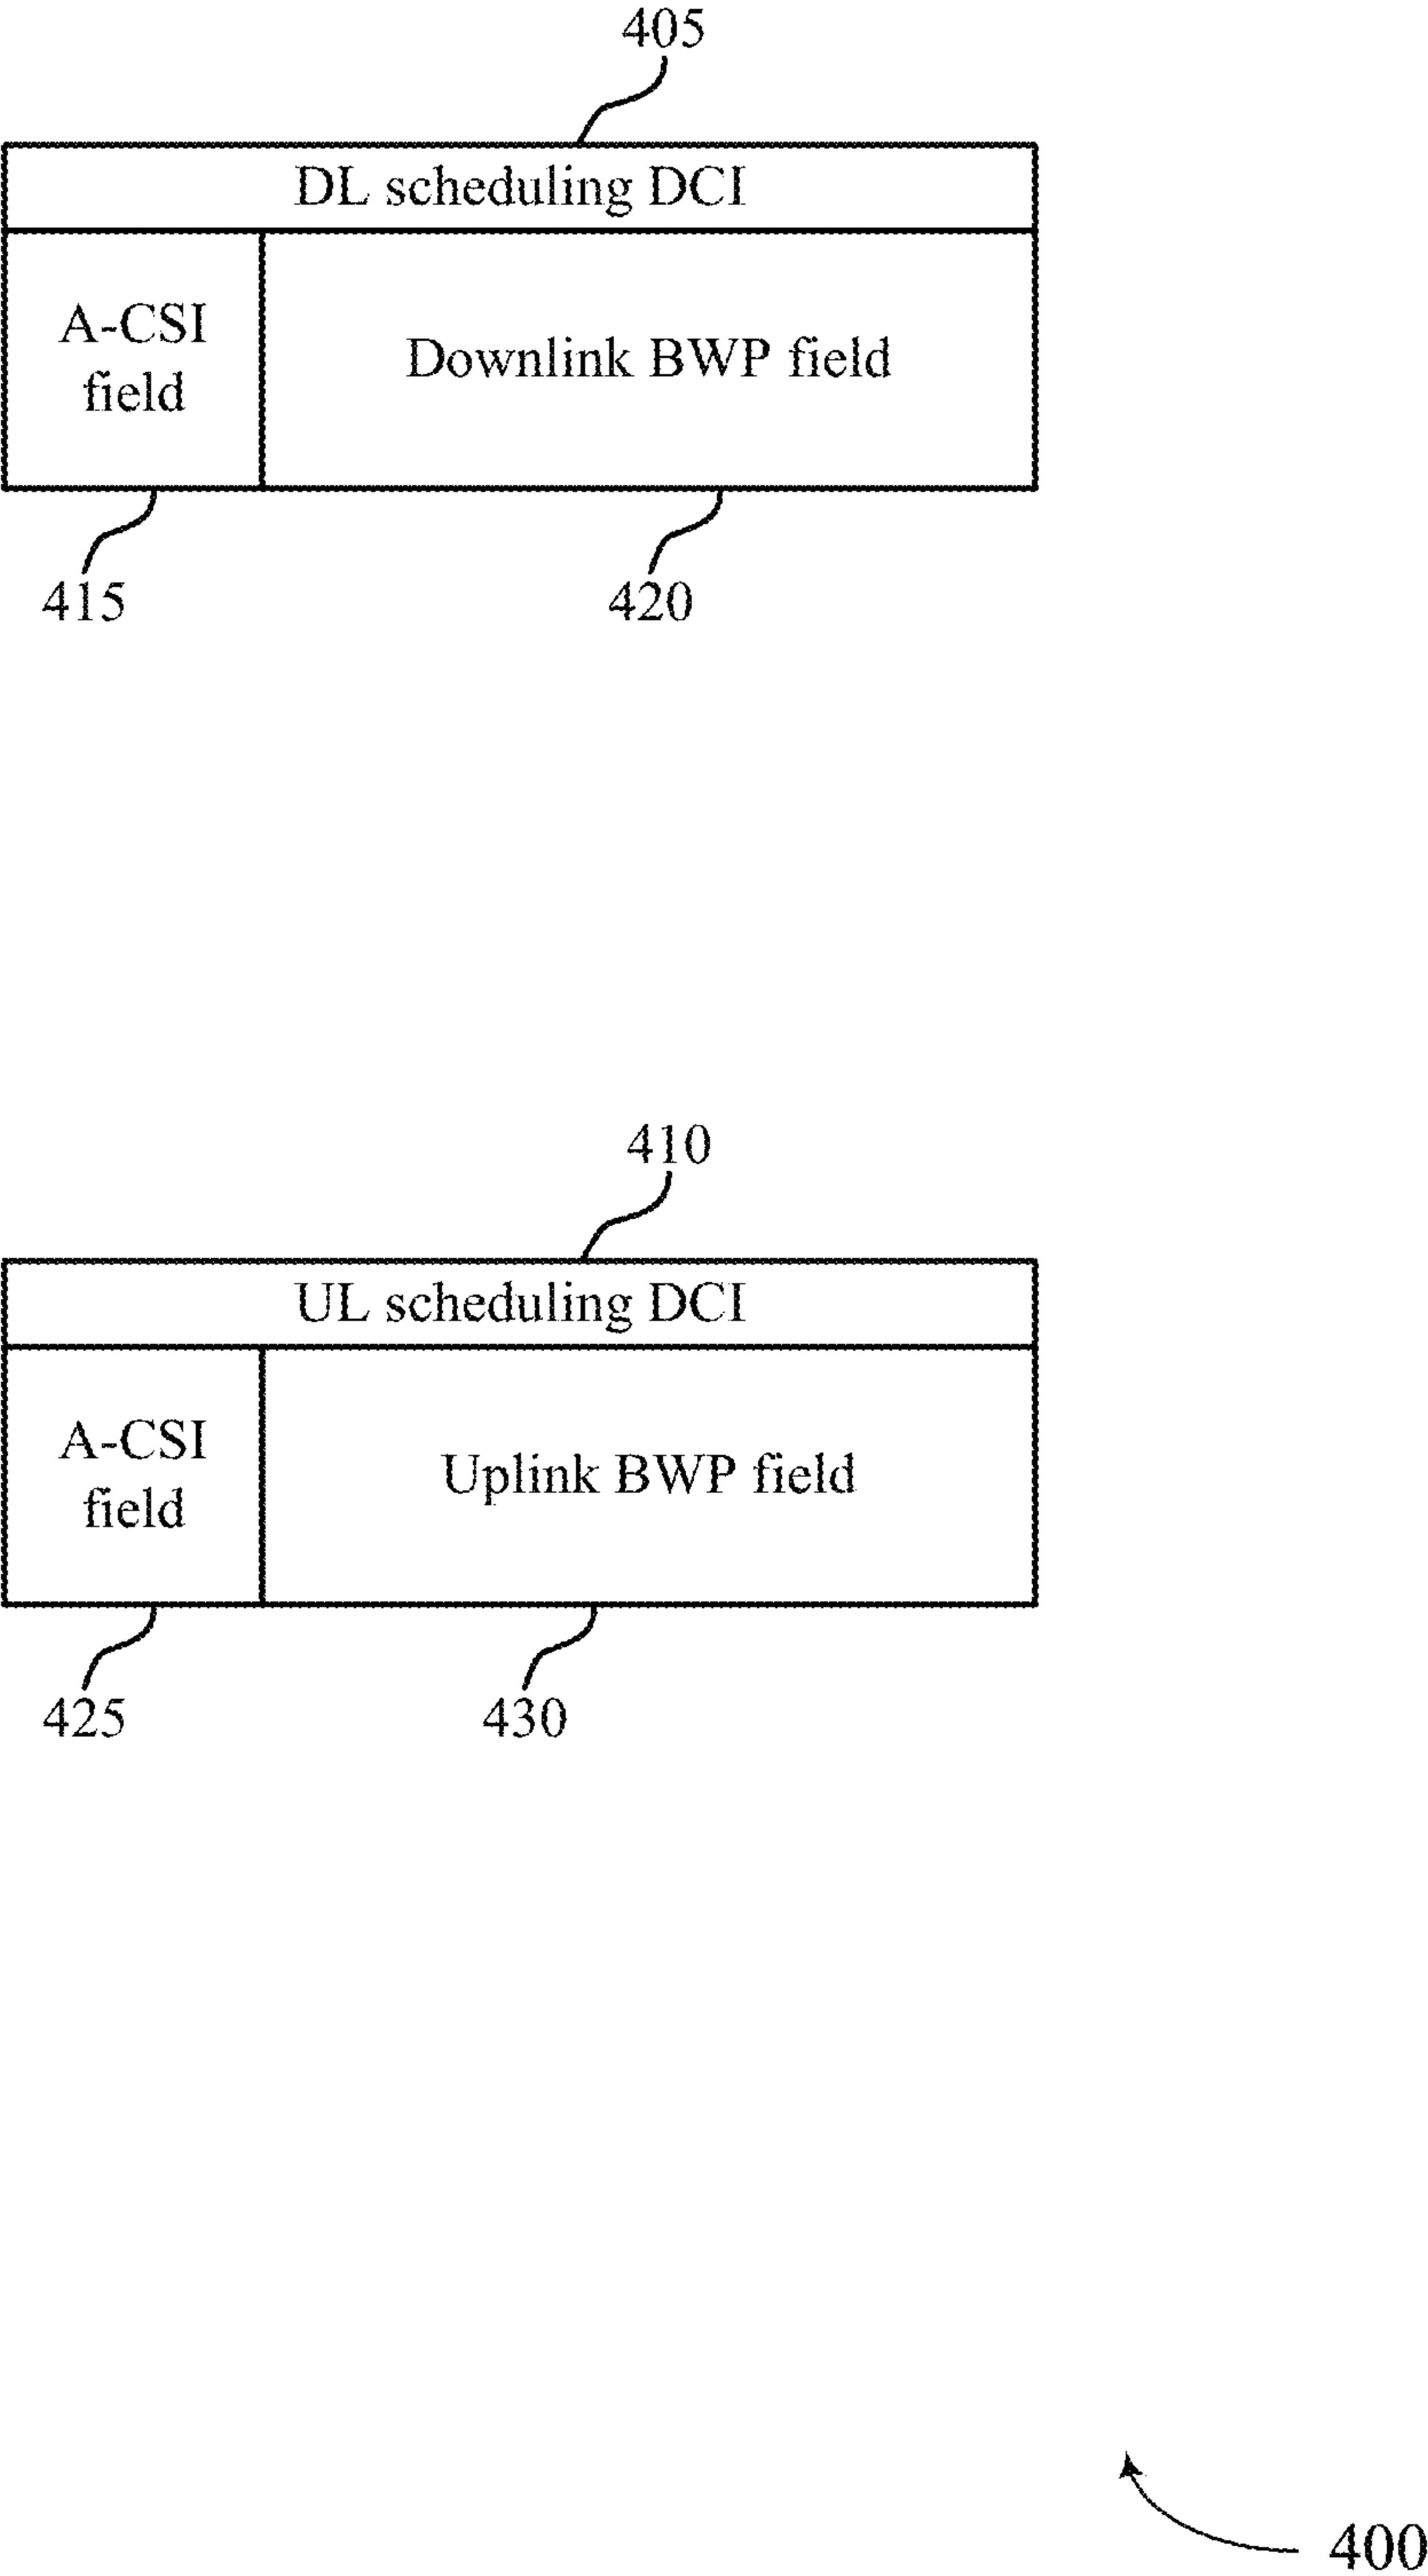 405
DL scheduling DCI
A-CSI
field
Downlink BWP field
415
420
410
UL scheduling DCI
A-CSI
field
Uplink BWP field
425
430
400